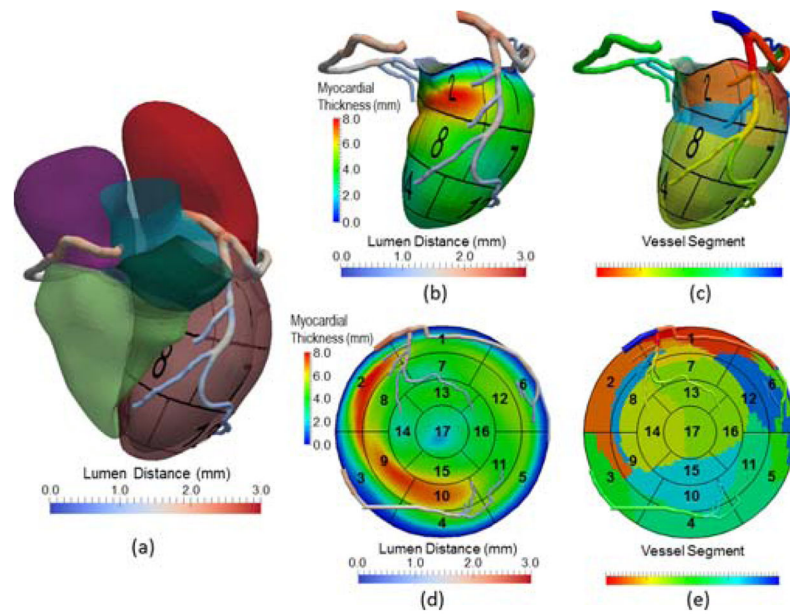 8
Lumen Distance (mm)
0.0 1.0 2.0 3.0
(a)
Myocardial
Thickness (mm)
8.0
6.0
4.0
2.0
0.0
2
8
Lumen Distance (mm)
0.0 1.0 2.0 3.0
(b)
2
8
Vessel Segment
(c)
Myocardial
Thickness (mm)
8.0
6.0
4.0
2.0
0.0
1
7
2 6
8 13 12
14 17 16
9 15 11
3 10 5
4
Lumen Distance (mm)
0.0 1.0 2.0 3.0
(d)
1
7
2 6
8 13 12
14 17 16
9 15 11
3 10 5
4
Vessel Segment
(e)